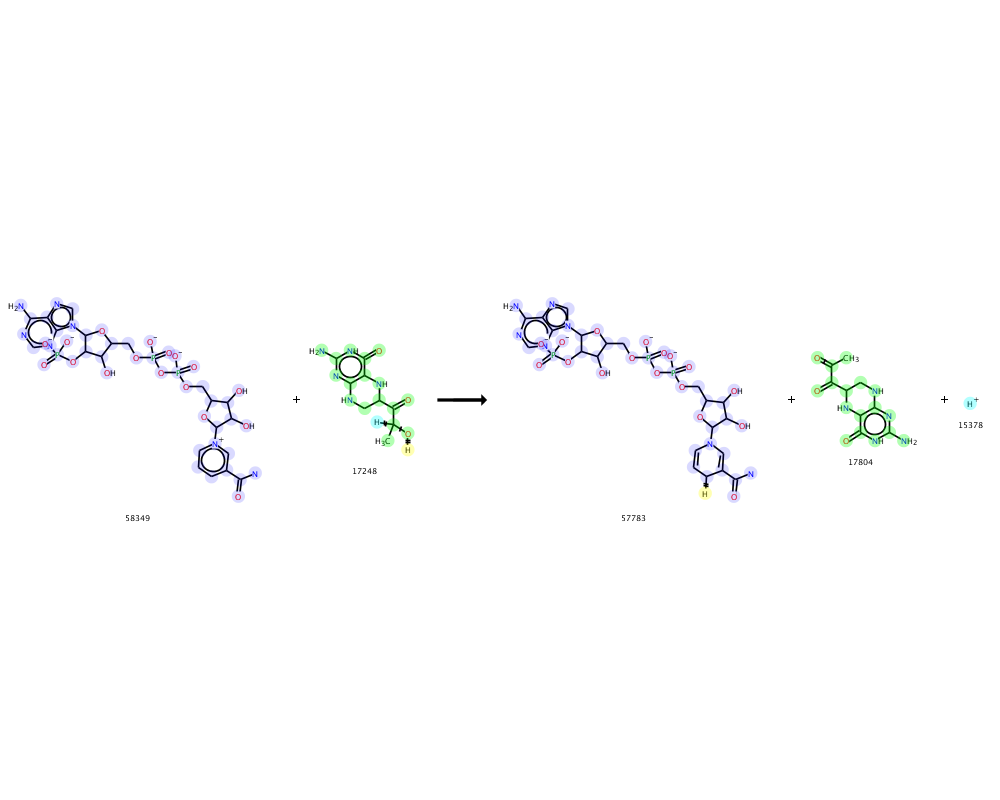 H₂N N N N N N O O⁻ P O O OH O O⁻ P O O O⁻ P O O O OH OH N⁺ N O
58349
+
H₂N NH O N NH HN O H H₃C O H
17248
H₂N N N N N N O O⁻ P O O OH O O⁻ P O O O⁻ P O O O OH OH N N O H
57783
+
O CH₃ O NH HN N O NH NH₂
17804
+
H⁺
15378